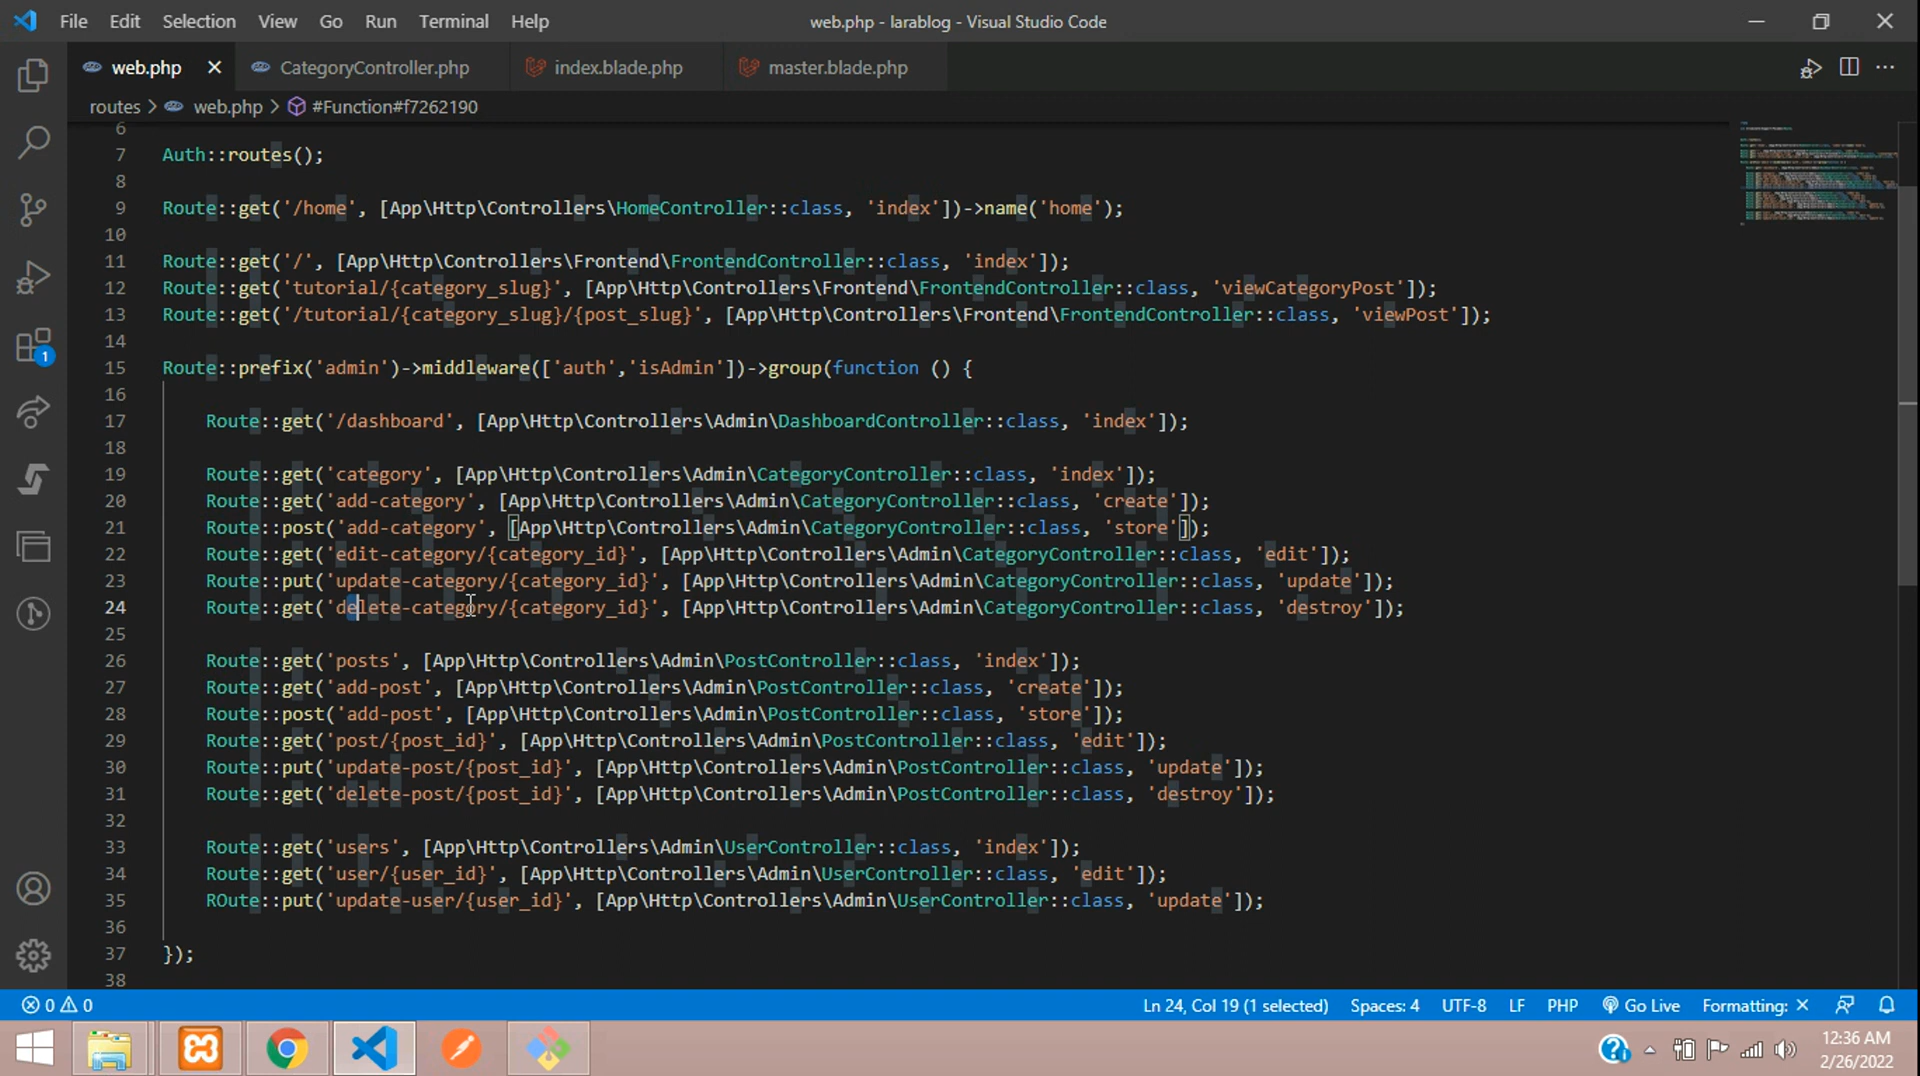 File Edit Selection View Go Run Terminal Help web.php - larablog - Visual Studio Code
web.php CategoryController.php index.blade.php master.blade.php
routes > web.php > #Function#f7262190
6
7 Auth::routes();
8
9 Route::get('/home', [App\Http\Controllers\HomeController::class, 'index'])->name('home');
10
11 Route::get('/', [App\Http\Controllers\Frontend\FrontendController::class, 'index']);
12 Route::get('tutorial/{category_slug}', [App\Http\Controllers\Frontend\FrontendController::class, 'viewCategoryPost']);
13 Route::get('/tutorial/{category_slug}/{post_slug}', [App\Http\Controllers\Frontend\FrontendController::class, 'viewPost']);
14
15 Route::prefix('admin')->middleware(['auth','isAdmin'])->group(function () {
16
17 Route::get('/dashboard', [App\Http\Controllers\Admin\DashboardController::class, 'index']);
18
19 Route::get('category', [App\Http\Controllers\Admin\CategoryController::class, 'index']);
20 Route::get('add-category', [App\Http\Controllers\Admin\CategoryController::class, 'create']);
21 Route::post('add-category', [App\Http\Controllers\Admin\CategoryController::class, 'store']);
22 Route::get('edit-category/{category_id}', [App\Http\Controllers\Admin\CategoryController::class, 'edit']);
23 Route::put('update-category/{category_id}', [App\Http\Controllers\Admin\CategoryController::class, 'update']);
24 Route::get('delete-category/{category_id}', [App\Http\Controllers\Admin\CategoryController::class, 'destroy']);
25
26 Route::get('posts', [App\Http\Controllers\Admin\PostController::class, 'index']);
27 Route::get('add-post', [App\Http\Controllers\Admin\PostController::class, 'create']);
28 Route::post('add-post', [App\Http\Controllers\Admin\PostController::class, 'store']);
29 Route::get('post/{post_id}', [App\Http\Controllers\Admin\PostController::class, 'edit']);
30 Route::put('update-post/{post_id}', [App\Http\Controllers\Admin\PostController::class, 'update']);
31 Route::get('delete-post/{post_id}', [App\Http\Controllers\Admin\PostController::class, 'destroy']);
32
33 Route::get('users', [App\Http\Controllers\Admin\UserController::class, 'index']);
34 Route::get('user/{user_id}', [App\Http\Controllers\Admin\UserController::class, 'edit']);
35 ROute::put('update-user/{user_id}', [App\Http\Controllers\Admin\UserController::class, 'update']);
36
37 });
38
1
0 0 Ln 24, Col 19 (1 selected) Spaces: 4 UTF-8 LF PHP Go Live Formatting: ×
12:36 AM
2/26/2022